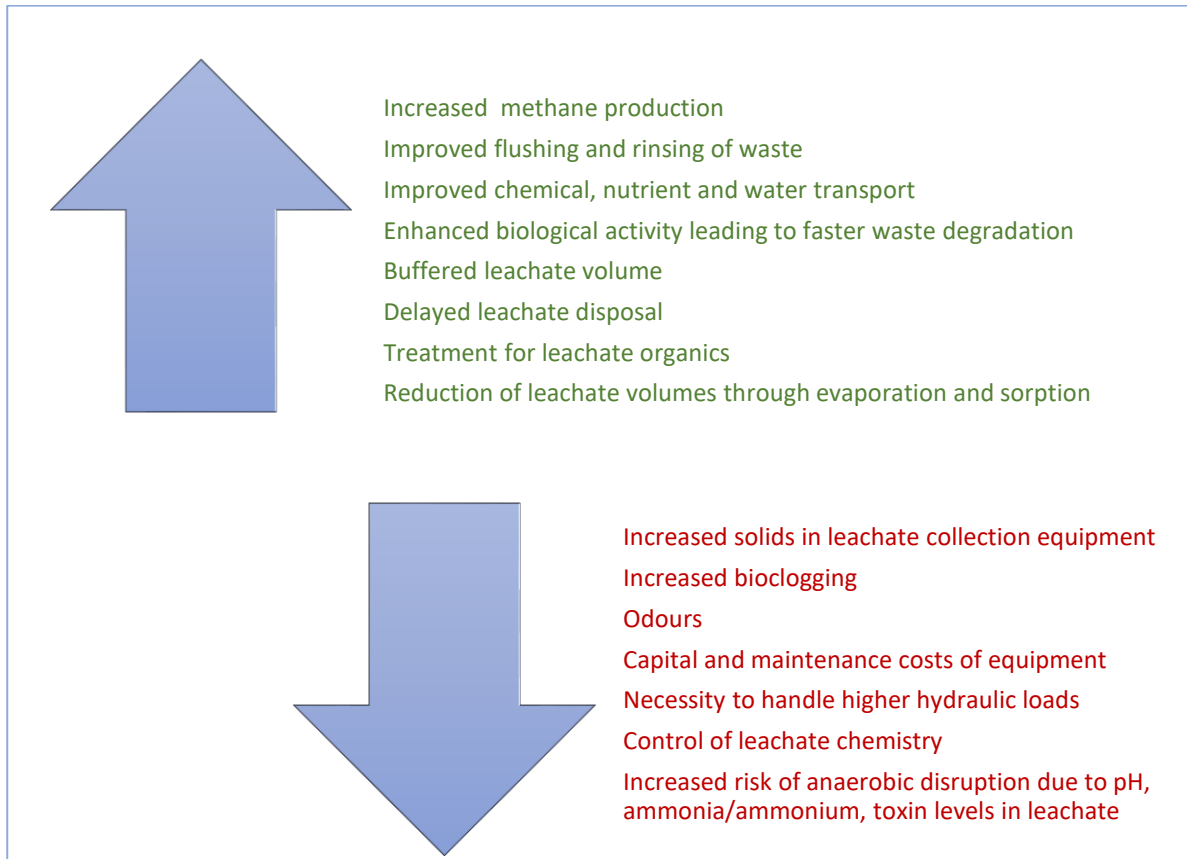 Increased  methane production
Improved flushing and rinsing of waste
Improved chemical, nutrient and water transport
Enhanced biological activity leading to faster waste degradation
Buffered leachate volume
Delayed leachate disposal
Treatment for leachate organics
Reduction of leachate volumes through evaporation and sorption
Increased solids in leachate collection equipment
Increased bioclogging
Odours
Capital and maintenance costs of equipment
Necessity to handle higher hydraulic loads
Control of leachate chemistry
Increased risk of anaerobic disruption due to pH,
ammonia/ammonium, toxin levels in leachate